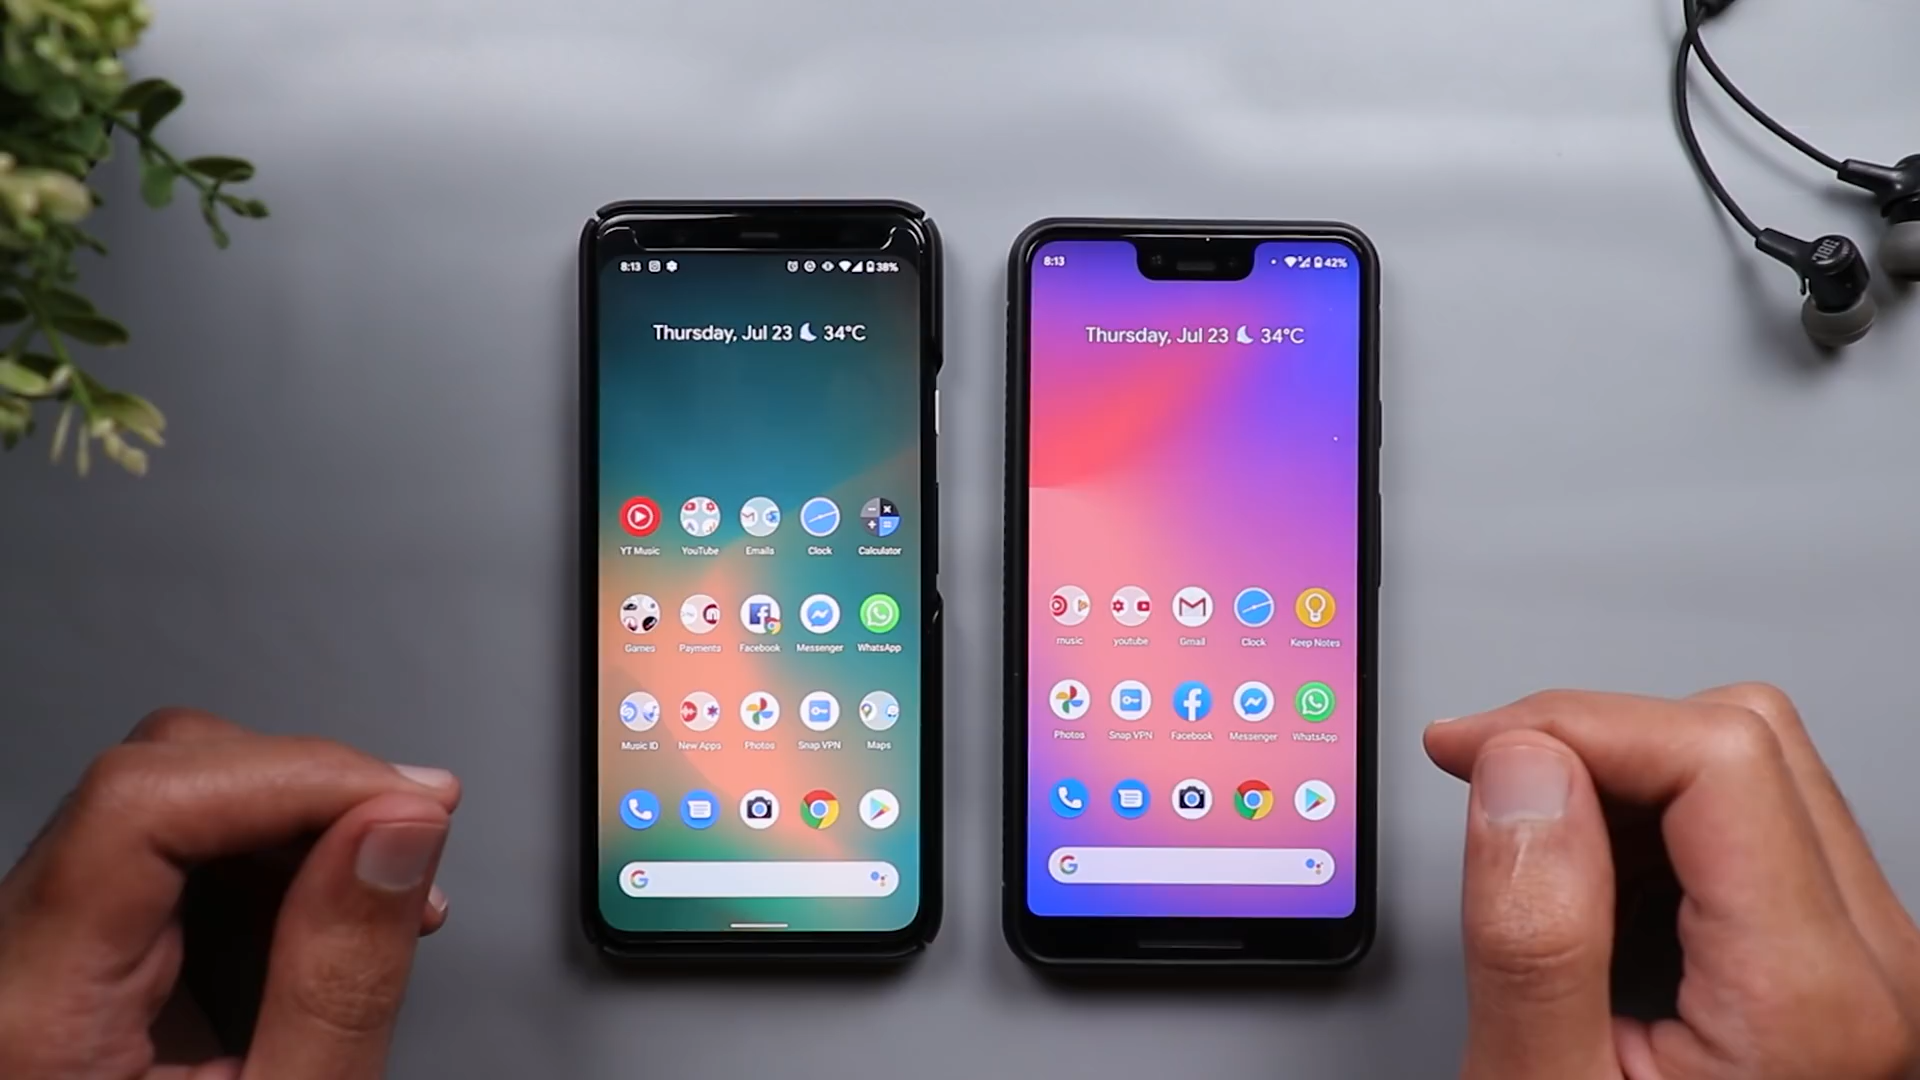 8:13
38%
Thursday, Jul 23 34°C
YT Music YouTube Emails Clock Calculator
Games Payments Facebook Messenger WhatsApp
Music ID New Apps Photos Snap VPN Maps
8:13
42%
Thursday, Jul 23 34°C
music youtube Gmail Clock Keep Notes
Photos Snap VPN Facebook Messenger WhatsApp
JBL